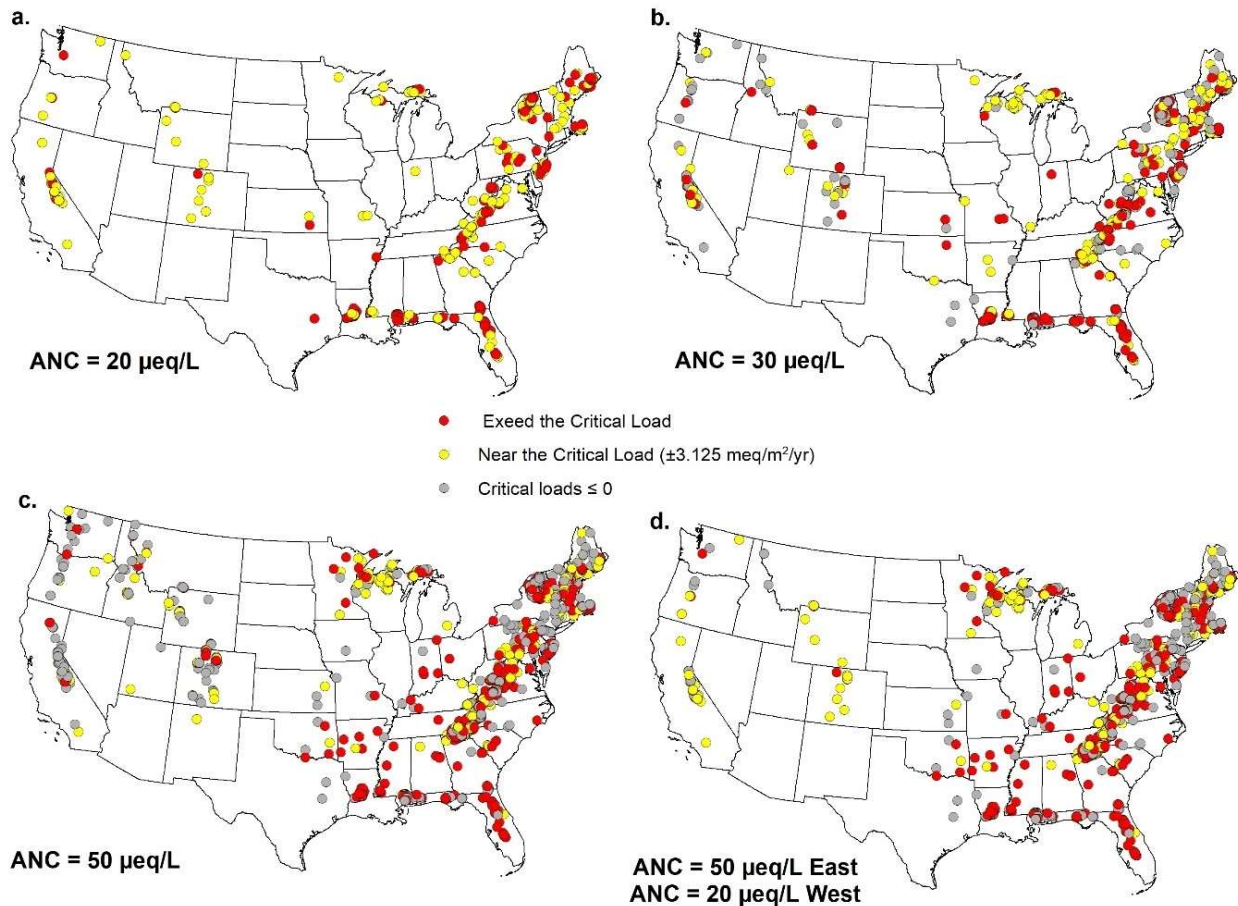 a.
b.
ANC = 20 µeq/L
ANC = 30 µeq/L
Exeed the Critical Load
Near the Critical Load (±3.125 meq/m²/yr)
Critical loads ≤ 0
c.
d.
ANC = 50 µeq/L
ANC = 50 µeq/L East
ANC = 20 µeq/L West